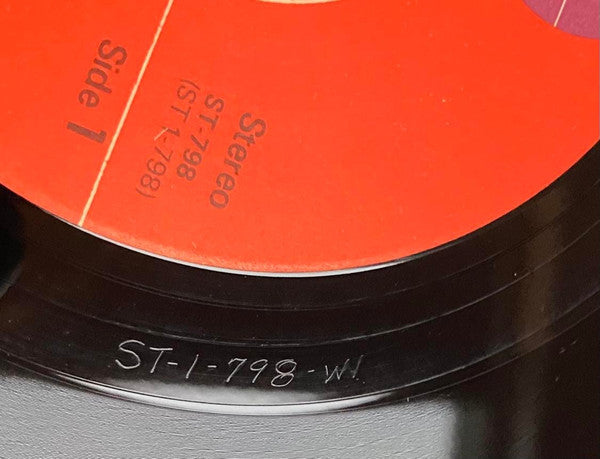 Side 1
Stereo
ST-798
(ST 1-798)
ST-1-798-W1